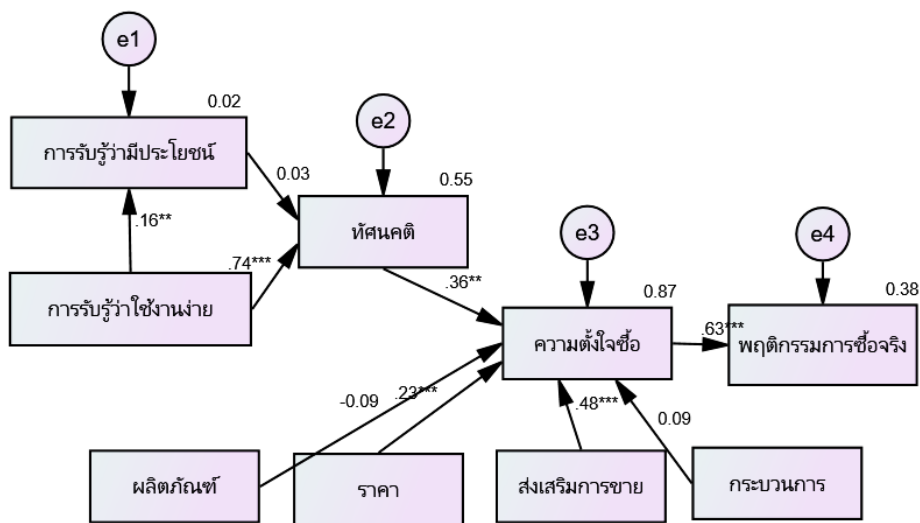 e1
0.02
การรับรู้ว่ามีประโยชน์
e2
0.03
0.55
ทัศนคติ
.16**
.74***
การรับรู้ว่าใช้งานง่าย
e3
e4
.36**
0.87
0.38
ความตั้งใจซื้อ
.63***
พฤติกรรมการซื้อจริง
-0.09
.23***
.48***
0.09
ผลิตภัณฑ์
ราคา
ส่งเสริมการขาย
กระบวนการ